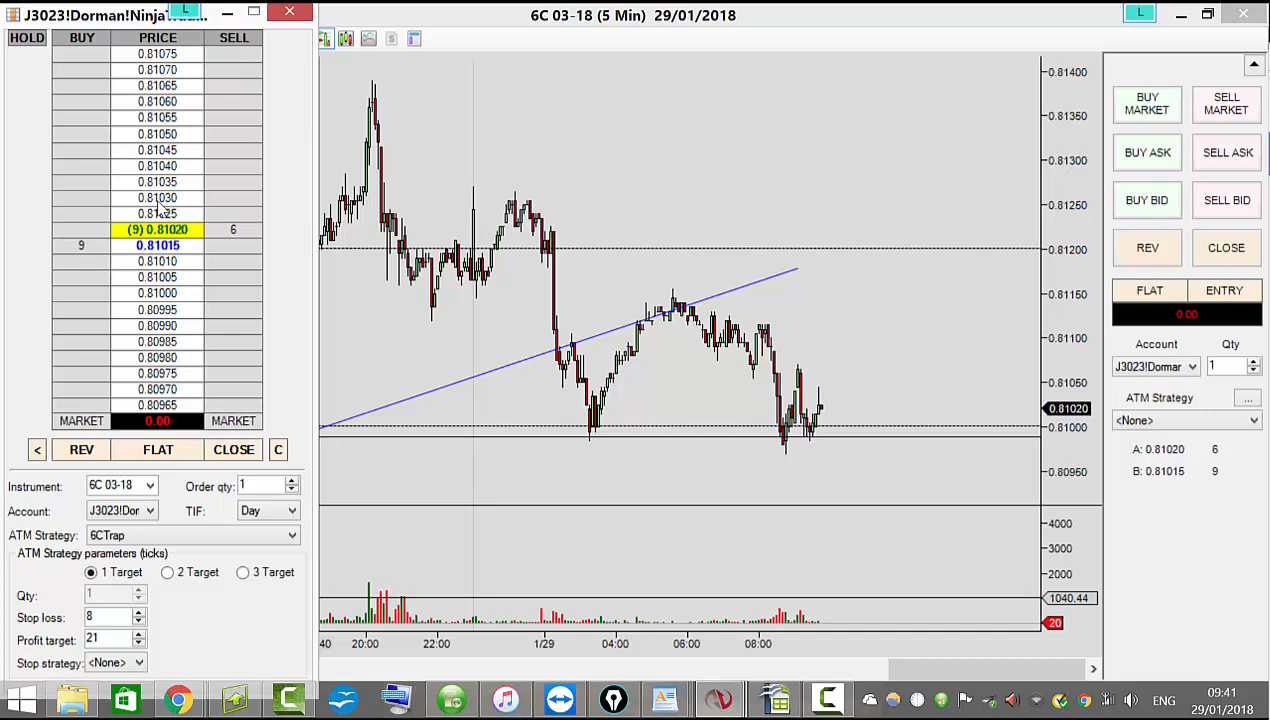 J3023!Dorman!NinjaTrad...
L
HOLD BUY PRICE SELL
0.81075
0.81070
0.81065
0.81060
0.81055
0.81050
0.81045
0.81040
0.81035
0.81030
0.81025
(9) 0.81020 6
9 0.81015
0.81010
0.81005
0.81000
0.80995
0.80990
0.80985
0.80980
0.80975
0.80970
0.80965
MARKET 0.00 MARKET
< REV FLAT CLOSE C
Instrument: 6C 03-18 Order qty: 1
Account: J3023!Dor TIF: Day
ATM Strategy: 6CTrap
ATM Strategy parameters (ticks)
1 Target 2 Target 3 Target
Qty: 1
Stop loss: 8
Profit target: 21
Stop strategy: <None>
6C 03-18 (5 Min) 29/01/2018
L
0.81400
0.81350
0.81300
0.81250
0.81200
0.81150
0.81100
0.81050
0.81020
0.81000
0.80950
4000
3000
2000
1040.44
20
:40 20:00 22:00 1/29 04:00 06:00 08:00
BUY MARKET
SELL MARKET
BUY ASK SELL ASK
BUY BID SELL BID
REV CLOSE
FLAT ENTRY
0.00
Account Qty
J3023!Dormar 1
ATM Strategy ...
<None>
A: 0.81020 6
B: 0.81015 9
ENG
09:41
29/01/2018